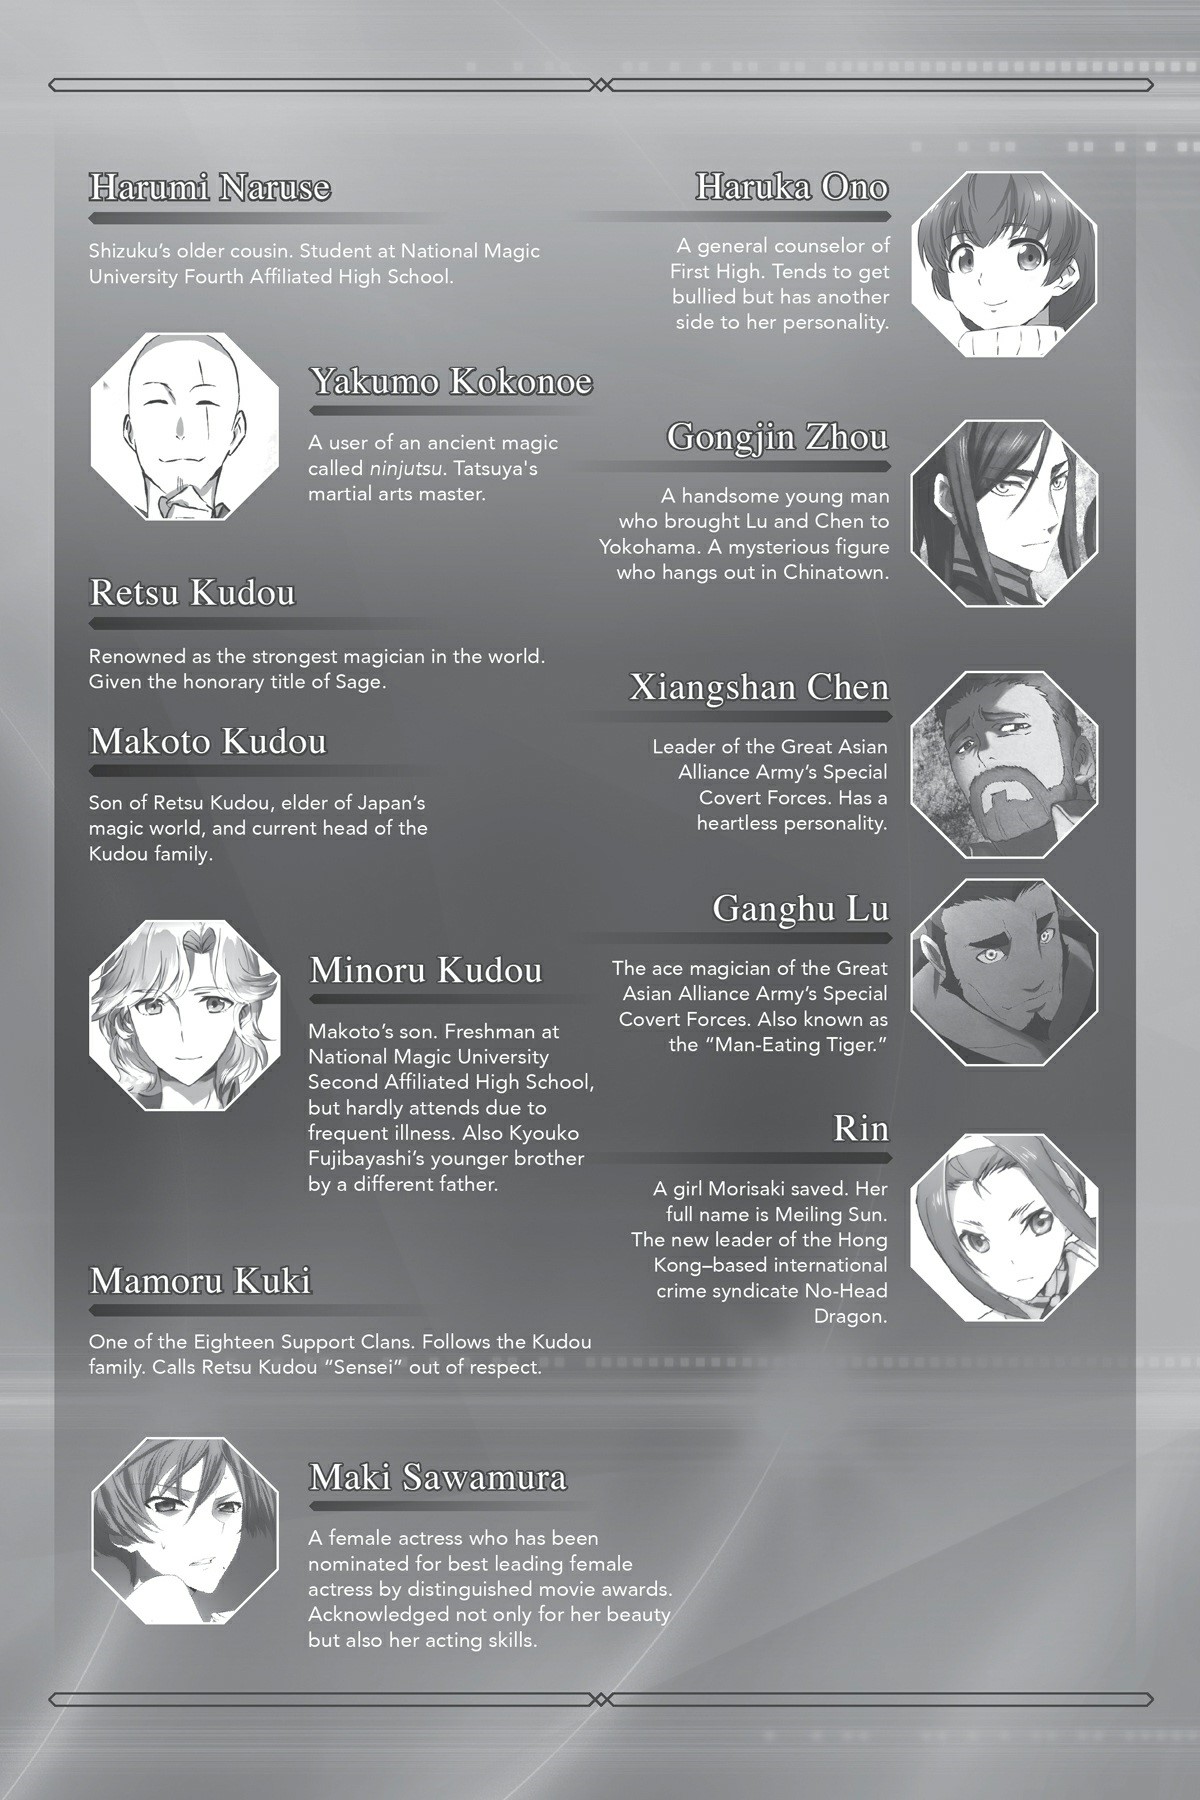 Harumi Naruse
Shizuku’s older cousin. Student at National Magic
University Fourth Affiliated High School.
Yakumo Kokonoe
A user of an ancient magic
called ninjutsu. Tatsuya's
martial arts master.
Retsu Kudou
Renowned as the strongest magician in the world.
Given the honorary title of Sage.
Makoto Kudou
Son of Retsu Kudou, elder of Japan’s
magic world, and current head of the
Kudou family.
Minoru Kudou
Makoto’s son. Freshman at
National Magic University
Second Affiliated High School,
but hardly attends due to
frequent illness. Also Kyouko
Fujibayashi’s younger brother
by a different father.
Mamoru Kuki
One of the Eighteen Support Clans. Follows the Kudou
family. Calls Retsu Kudou “Sensei” out of respect.
Maki Sawamura
A female actress who has been
nominated for best leading female
actress by distinguished movie awards.
Acknowledged not only for her beauty
but also her acting skills.
Haruka Ono
A general counselor of
First High. Tends to get
bullied but has another
side to her personality.
Gongjin Zhou
A handsome young man
who brought Lu and Chen to
Yokohama. A mysterious figure
who hangs out in Chinatown.
Xiangshan Chen
Leader of the Great Asian
Alliance Army’s Special
Covert Forces. Has a
heartless personality.
Ganghu Lu
The ace magician of the Great
Asian Alliance Army’s Special
Covert Forces. Also known as
the “Man-Eating Tiger.”
Rin
A girl Morisaki saved. Her
full name is Meiling Sun.
The new leader of the Hong
Kong–based international
crime syndicate No-Head
Dragon.